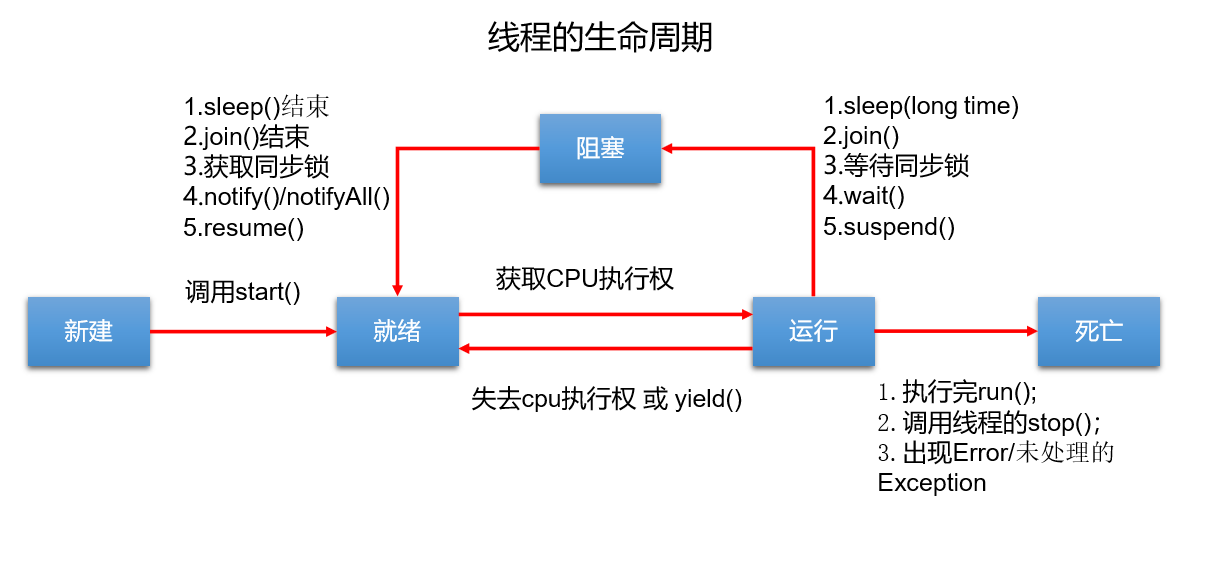 线程的生命周期
1.sleep()结束
2.join()结束
3.获取同步锁
4.notify()/notifyAll()
5.resume()
阻塞
1.sleep(long time)
2.join()
3.等待同步锁
4.wait()
5.suspend()
调用start()
获取CPU执行权
新建
就绪
运行
死亡
失去cpu执行权 或 yield()
1. 执行完run();
2. 调用线程的stop();
3. 出现Error/未处理的
Exception